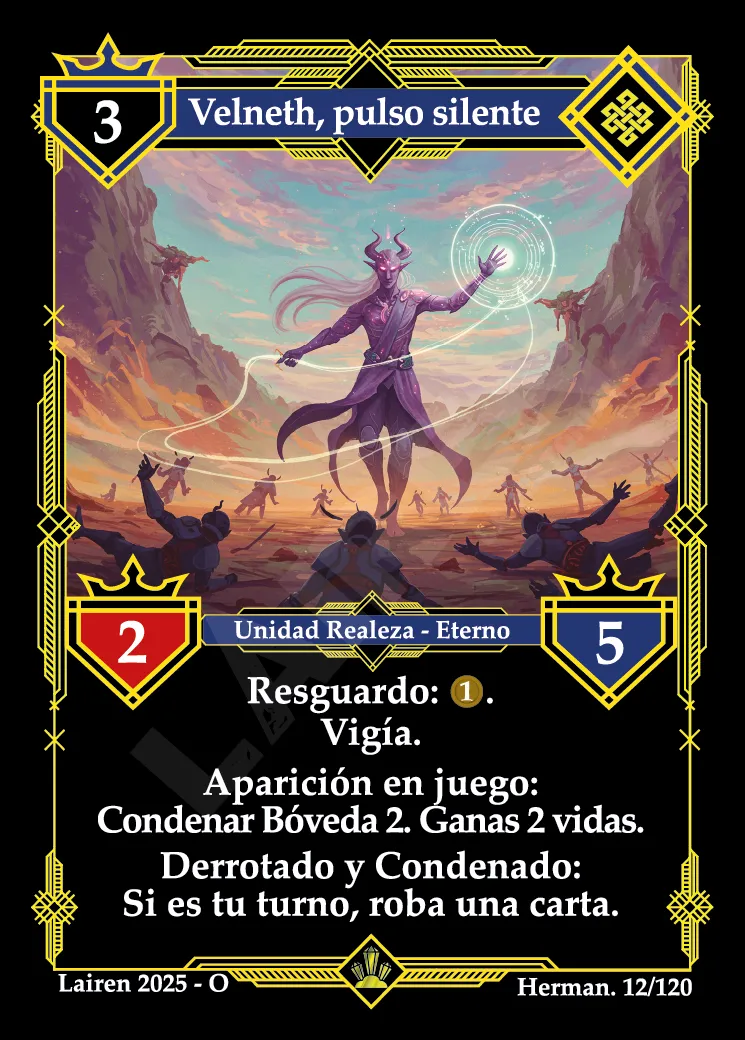 3
Velneth, pulso silente
2
Unidad Realeza - Eterno
5
Resguardo: 1.
Vigía.
Aparición en juego:
Condenar Bóveda 2. Ganas 2 vidas.
Derrotado y Condenado:
Si es tu turno, roba una carta.
Lairen 2025 - O
Herman. 12/120